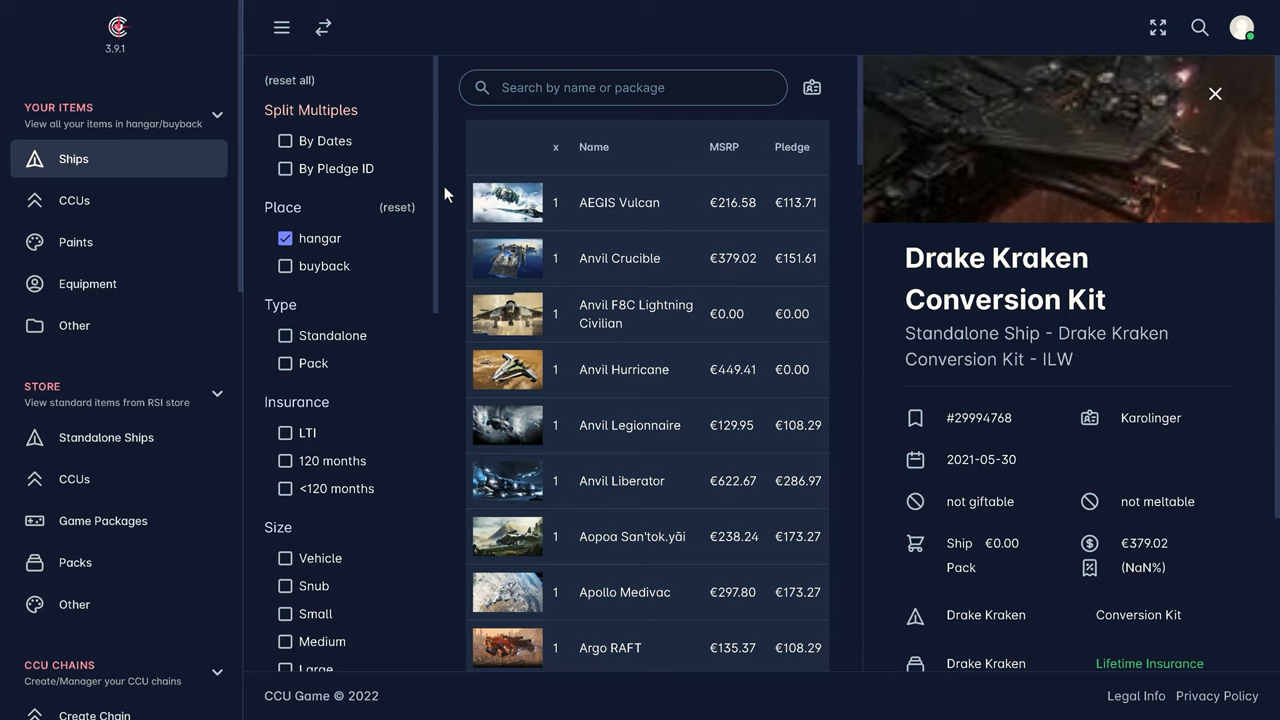 3.9.1
YOUR ITEMS
View all your items in hangar/buyback
Ships
CCUs
Paints
Equipment
Other
STORE
View standard items from RSI store
Standalone Ships
CCUs
Game Packages
Packs
Other
CCU CHAINS
Create/Manager your CCU chains
Create Chain
(reset all)
Split Multiples
By Dates
By Pledge ID
Place (reset)
hangar
buyback
Type
Standalone
Pack
Insurance
LTI
120 months
<120 months
Size
Vehicle
Snub
Small
Medium
Large
Search by name or package
x Name MSRP Pledge
1 AEGIS Vulcan €216.58 €113.71
1 Anvil Crucible €379.02 €151.61
1 Anvil F8C Lightning Civilian €0.00 €0.00
1 Anvil Hurricane €449.41 €0.00
1 Anvil Legionnaire €129.95 €108.29
1 Anvil Liberator €622.67 €286.97
1 Aopoa San'tok.yāi €238.24 €173.27
1 Apollo Medivac €297.80 €173.27
1 Argo RAFT €135.37 €108.29
Drake Kraken
Conversion Kit
Standalone Ship - Drake Kraken
Conversion Kit - ILW
#29994768 Karolinger
2021-05-30
not giftable not meltable
Ship €0.00 €379.02
Pack (NaN%)
Drake Kraken Conversion Kit
Drake Kraken Lifetime Insurance
CCU Game © 2022
Legal Info Privacy Policy